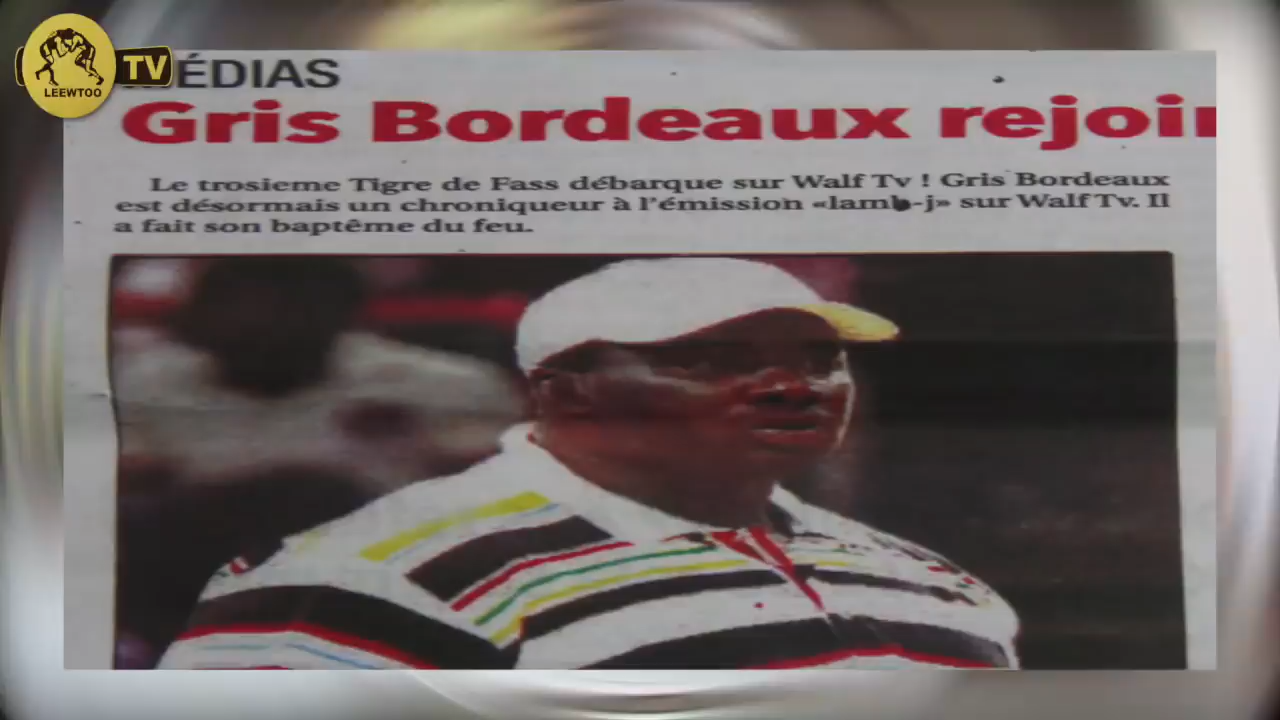 TV
LEEWTOO
ÉDIAS
Gris Bordeaux rejoi
Le trosieme Tigre de Fass débarque sur Walf Tv ! Gris Bordeaux
est désormais un chroniqueur à l'émission «lamb-j» sur Walf Tv. Il
a fait son baptême du feu.